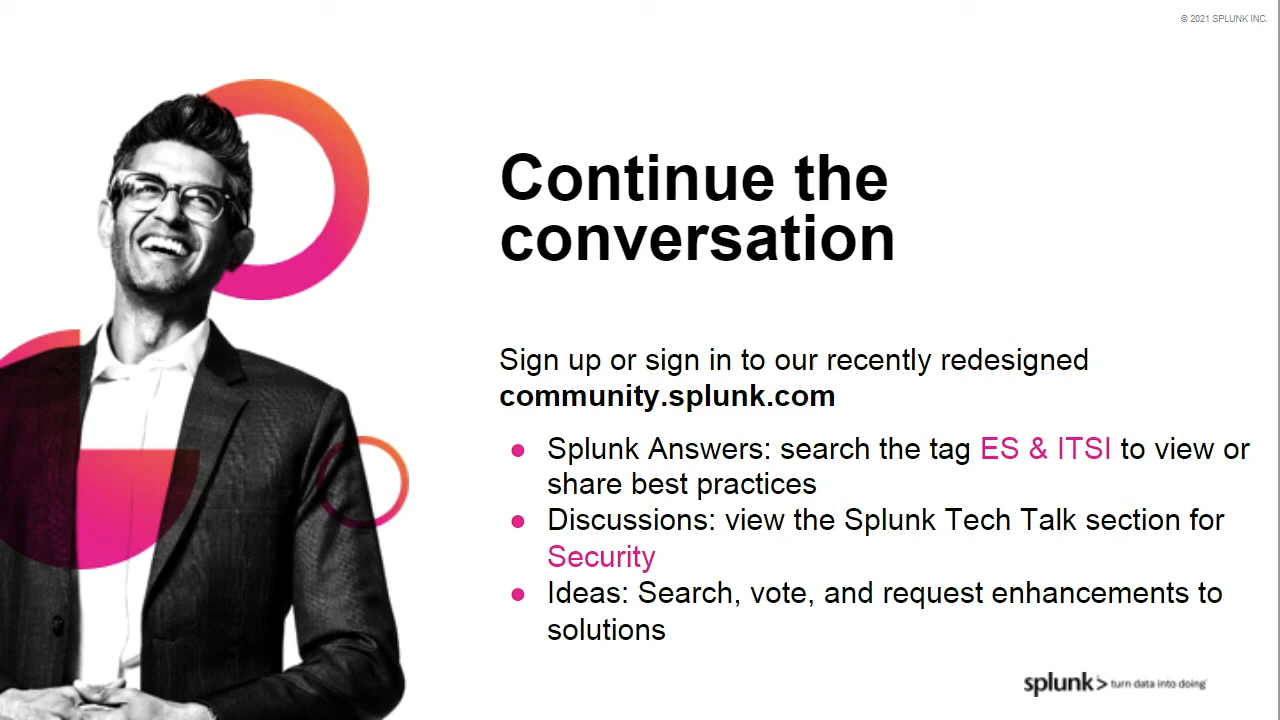 © 2021 SPLUNK INC.
Continue the
conversation
Sign up or sign in to our recently redesigned
community.splunk.com
● Splunk Answers: search the tag ES & ITSI to view or
share best practices
● Discussions: view the Splunk Tech Talk section for
Security
● Ideas: Search, vote, and request enhancements to
solutions
splunk> turn data into doing